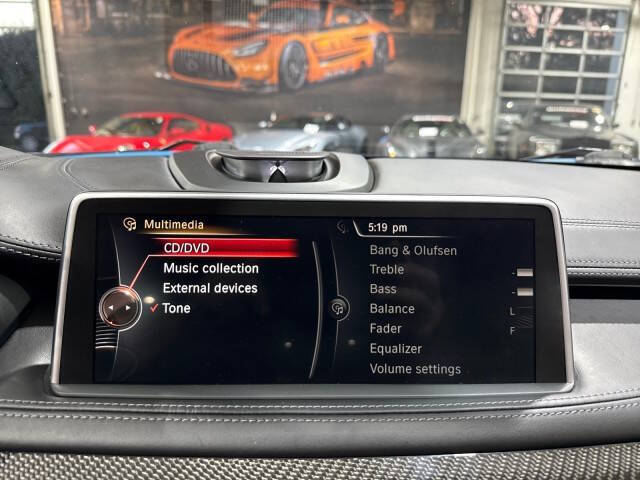 Multimedia
CD/DVD
Music collection
External devices
✓ Tone
5:19 pm
Bang & Olufsen
Treble
Bass
Balance L
Fader F
Equalizer
Volume settings